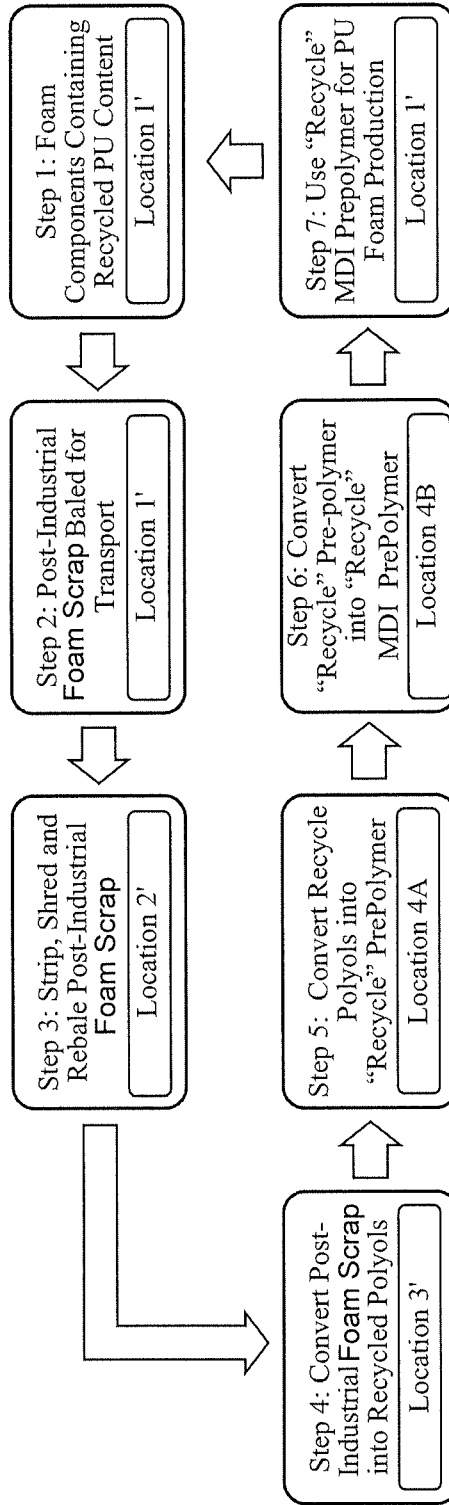 Step 1: Foam
Components Containing
Recycled PU Content
Location 1'
Step 2: Post-Industrial
Foam Scrap Baled for
Transport
Location 1'
Step 3: Strip, Shred and
Rebale Post-Industrial
Foam Scrap
Location 2'
Step 4: Convert Post-
Industrial Foam Scrap
into Recycled Polyols
Location 3'
Step 5: Convert Recycle
Polyols into
“Recycle” PrePolymer
Location 4A
Step 6: Convert
“Recycle” Pre-polymer
into “Recycle”
MDI PrePolymer
Location 4B
Step 7: Use “Recycle”
MDI Prepolymer for PU
Foam Production
Location 1'